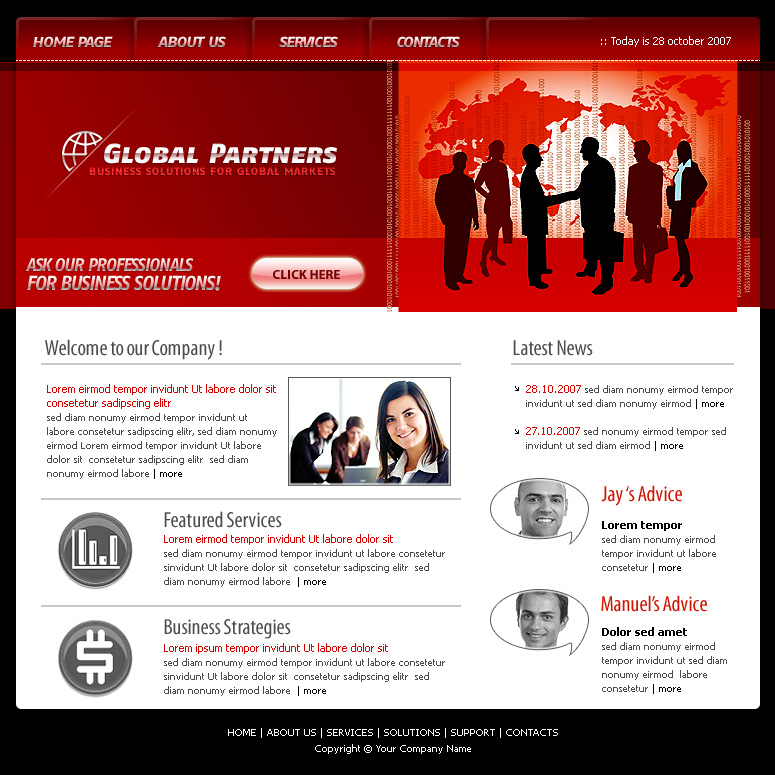 HOME PAGE ABOUT US SERVICES CONTACTS :: Today is 28 october 2007
GLOBAL PARTNERS
BUSINESS SOLUTIONS FOR GLOBAL MARKETS
ASK OUR PROFESSIONALS
FOR BUSINESS SOLUTIONS!
CLICK HERE
Welcome to our Company !
Lorem eirmod tempor invidunt Ut labore dolor sit
consetetur sadipscing elitr
sed diam nonumy eirmod tempor invidunt ut
labore consetetur sadipscing elitr, sed diam nonumy
eirmod Lorem eirmod tempor invidunt Ut labore
dolor sit consetetur sadipscing elitr sed diam
nonumy eirmod labore | more
Featured Services
Lorem eirmod tempor invidunt Ut labore dolor sit
sed diam nonumy eirmod tempor invidunt ut labore consetetur
sinvidunt Ut labore dolor sit consetetur sadipscing elitr sed
diam nonumy eirmod labore | more
Business Strategies
Lorem ipsum tempor invidunt Ut labore dolor sit
sed diam nonumy eirmod tempor invidunt ut labore consetetur
sinvidunt Ut labore dolor sit consetetur sadipscing elitr sed
diam nonumy eirmod labore | more
Latest News
28.10.2007 sed diam nonumy eirmod tempor
invidunt ut sed diam nonumy eirmod | more
27.10.2007 sed nonumy eirmod tempor sed
invidunt ut sed diam eirmod | more
Jay 's Advice
Lorem tempor
sed diam nonumy eirmod
tempor invidunt ut labore
consetetur | more
Manuel's Advice
Dolor sed amet
sed diam nonumy eirmod
tempor invidunt ut sed diam
nonumy eirmod labore
consetetur | more
HOME | ABOUT US | SERVICES | SOLUTIONS | SUPPORT | CONTACTS
Copyright © Your Company Name